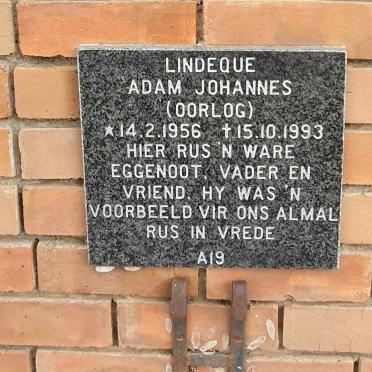 LINDEQUE
ADAM JOHANNES
(OORLOG)
★14.2.1956 †15.10.1993
HIER RUS 'N WARE
EGGENOOT, VADER EN
VRIEND. HY WAS 'N
VOORBEELD VIR ONS ALMAL
RUS IN VREDE
A19